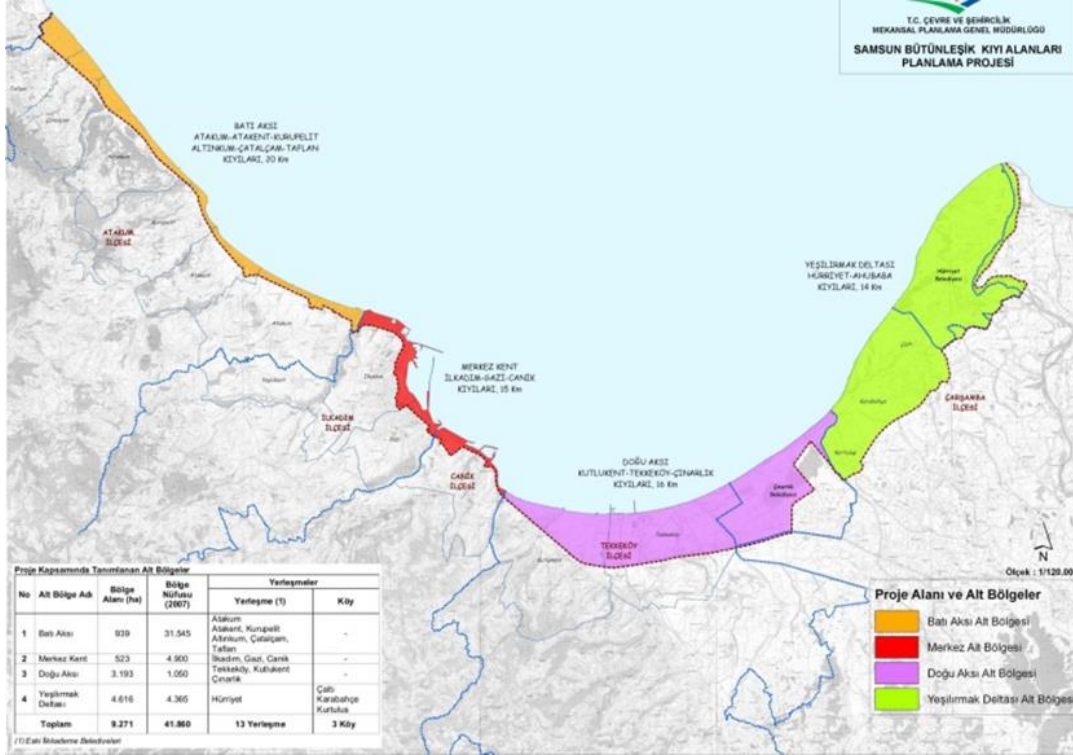 T.C. ÇEVRE VE ŞEHİRCİLİK
MEKANSAL PLANLAMA GENEL MÜDÜRLÜĞÜ
SAMSUN BÜTÜNLEŞİK KIYI ALANLARI
PLANLAMA PROJESİ
BATI AKSI
ATAKUM-ATAKENT-KURUPELİT
ALTINKUM-ÇATALÇAM-TAFLAN
KIYILARI, 20 Km
ATAKUM
İLÇESİ
YEŞİLIRMAK DELTASI
HÜRRİYET-AHUBABA
KIYILARI, 14 Km
Hürriyet
Belediyesi
MERKEZ KENT
İLKADIM-GAZİ-CANİK
KIYILARI, 15 Km
İLKADIM
İLÇESİ
CANİK
İLÇESİ
DOĞU AKSI
KUTLUKENT-TEKKEKÖY-ÇINARLIK
KIYILARI, 16 Km
ÇARŞAMBA
İLÇESİ
Çınarlık
Belediyesi
TEKKEKÖY
İLÇESİ
N
Ölçek : 1/120.00
Proje Kapsamında Tanımlanan Alt Bölgeler
No Alt Bölge Adı Bölge Alanı (ha) Bölge Nüfusu (2007) Yerleşmeler
Yerleşme (1) Köy
1 Batı Aksı 939 31.545 Atakum
Atakent, Kurupelit
Altınkum, Çatalçam,
Taflan -
2 Merkez Kent 523 4.900 İlkadım, Gazi, Canik -
3 Doğu Aksı 3.193 1.050 Tekkeköy, Kutlukent
Çınarlık -
4 Yeşilırmak Deltası 4.616 4.365 Hürriyet Çaltı
Karabahçe
Kurtuluş
Toplam 9.271 41.860 13 Yerleşme 3 Köy
(1) Eski İlkkademe Belediyeleri
Proje Alanı ve Alt Bölgeler
Batı Aksı Alt Bölgesi
Merkez Alt Bölgesi
Doğu Aksı Alt Bölgesi
Yeşilırmak Deltası Alt Bölges